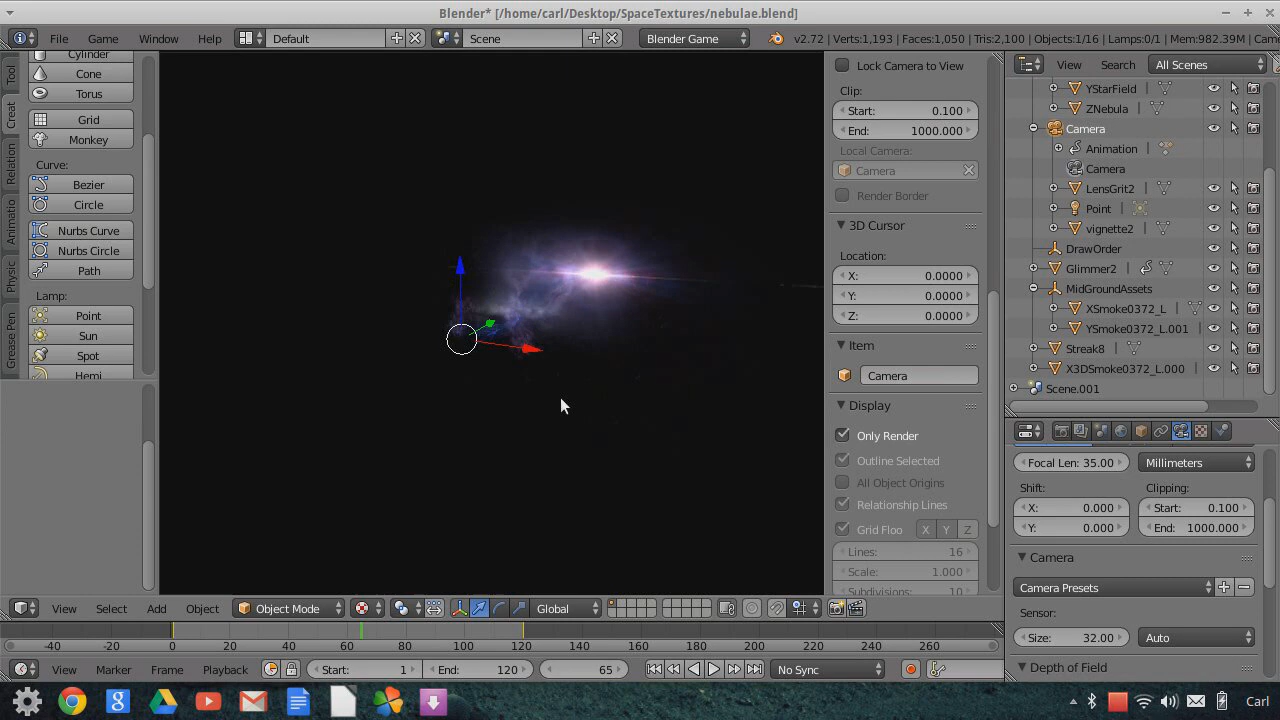 Blender* [/home/carl/Desktop/SpaceTextures/nebulae.blend]
File Game Window Help Default Scene Blender Game v2.72 | Verts:1,193 | Faces:1,050 | Tris:2,100 | Objects:1/16 | Lamps:0/1 | Mem:982.39M | Cam
Tool
Creat
Relation
Animatio
Physic
Grease Pen
Cylinder
Cone
Torus
Grid
Monkey
Curve:
Bezier
Circle
Nurbs Curve
Nurbs Circle
Path
Lamp:
Point
Sun
Spot
Hemi
Lock Camera to View
Clip:
Start: 0.100
End: 1000.000
Local Camera:
Camera
Render Border
3D Cursor
Location:
X: 0.0000
Y: 0.0000
Z: 0.0000
Item
Camera
Display
Only Render
Outline Selected
All Object Origins
Relationship Lines
Grid Floo X Y Z
Lines: 16
Scale: 1.000
Subdivisions: 10
View Search All Scenes
YStarField
ZNebula
Camera
Animation
Camera
LensGrit2
Point
vignette2
DrawOrder
Glimmer2
MidGroundAssets
XSmoke0372_L
YSmoke0372_L.001
Streak8
X3DSmoke0372_L.000
Scene.001
Focal Len: 35.00 Millimeters
Shift: Clipping:
X: 0.000 Start: 0.100
Y: 0.000 End: 1000.000
Camera
Camera Presets
Sensor:
Size: 32.00 Auto
Depth of Field
View Select Add Object Object Mode Global
-40 -20 0 20 40 60 80 100 120 140 160 180 200 220 240 260
View Marker Frame Playback Start: 1 End: 120 65 No Sync
Carl